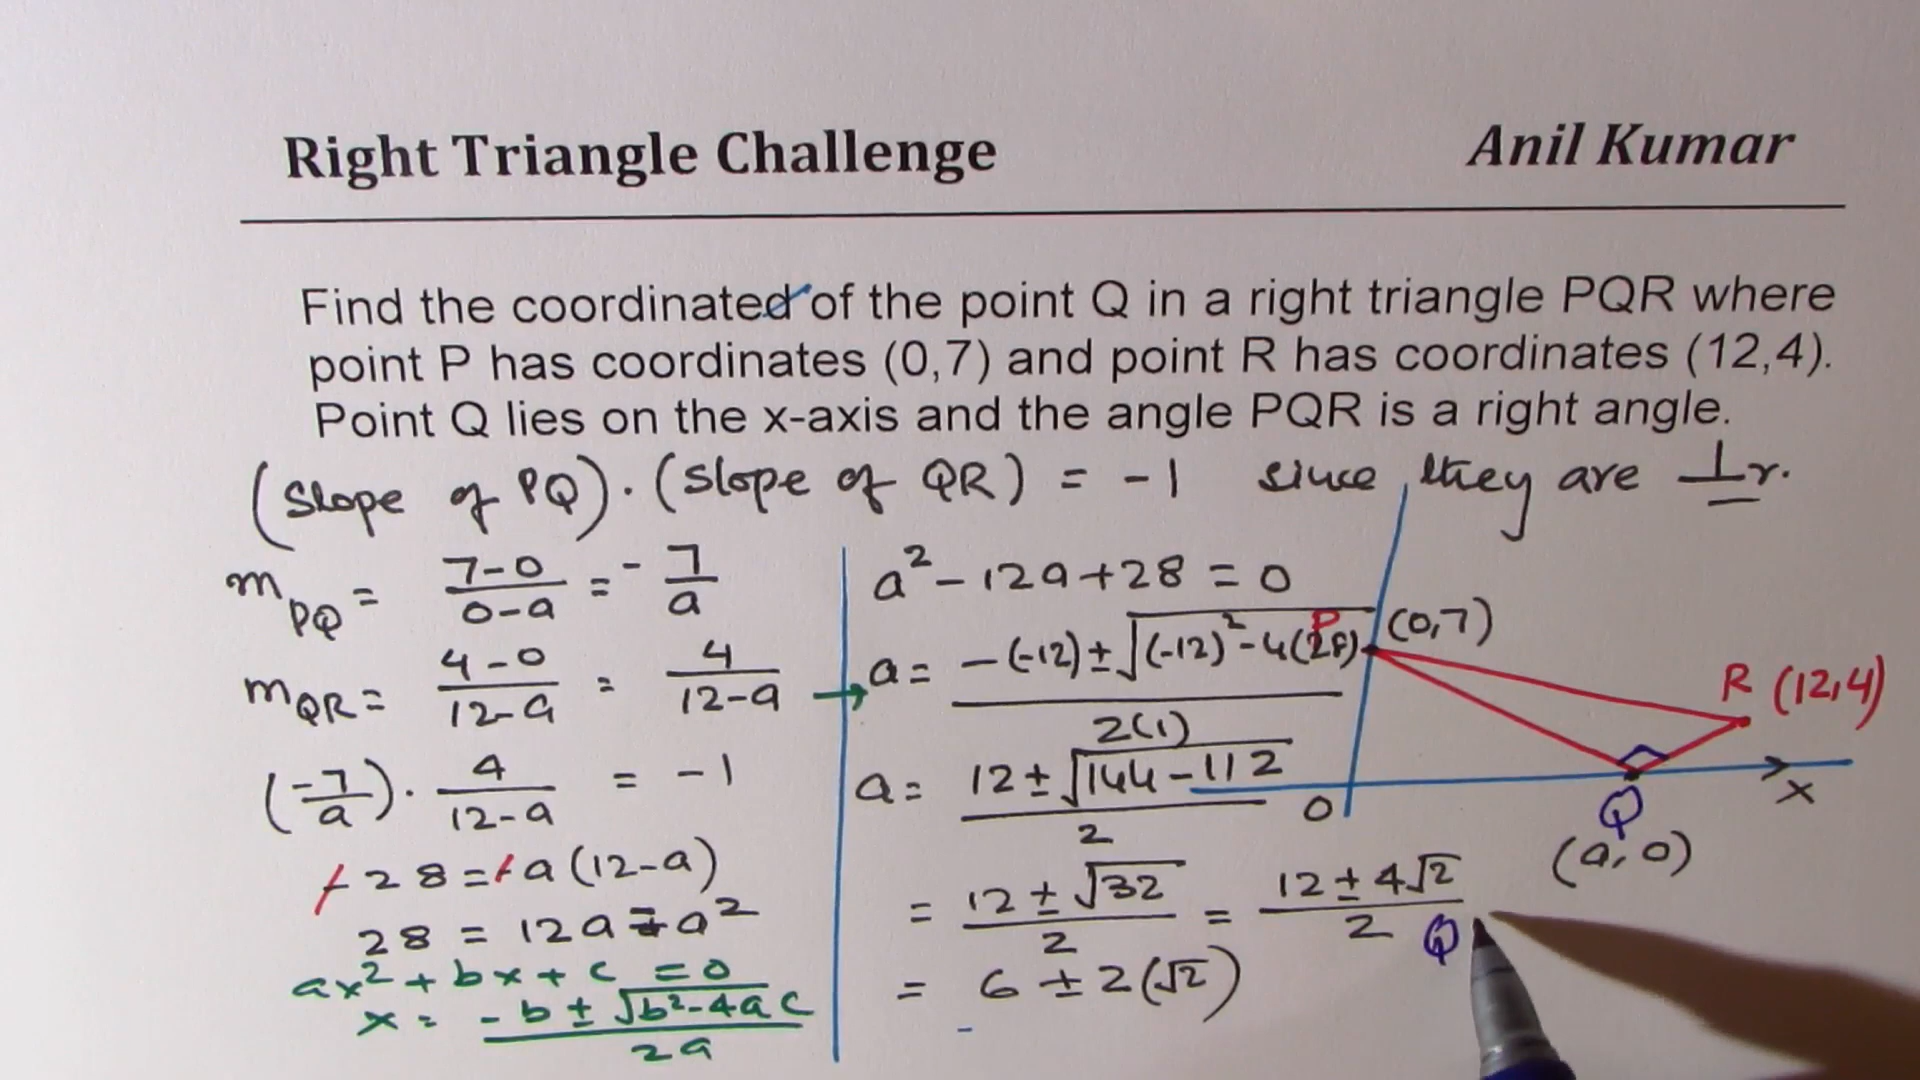 Right Triangle Challenge
Anil Kumar
Find the coordinated of the point Q in a right triangle PQR where
point P has coordinates (0,7) and point R has coordinates (12,4).
Point Q lies on the x-axis and the angle PQR is a right angle.
(Slope of PQ) · (Slope of QR) = -1 since they are ⊥r.
m_PQ = (7-0)/(0-a) = -7/a
m_QR = (4-0)/(12-a) = 4/(12-a)
(-7/a) · 4/(12-a) = -1
-28 = -a(12-a)
28 = 12a - a²
ax² + bx + c = 0
x = (-b ± √(b²-4ac))/2a
a² - 12a + 28 = 0
→ a = (-(-12) ± √((-12)² - 4(28)))/2(1)
a = (12 ± √(144-112))/2
= (12 ± √32)/2 = (12 ± 4√2)/2
= 6 ± 2(√2)
Q
P (0,7)
R (12,4)
O
x
Q
(a, 0)